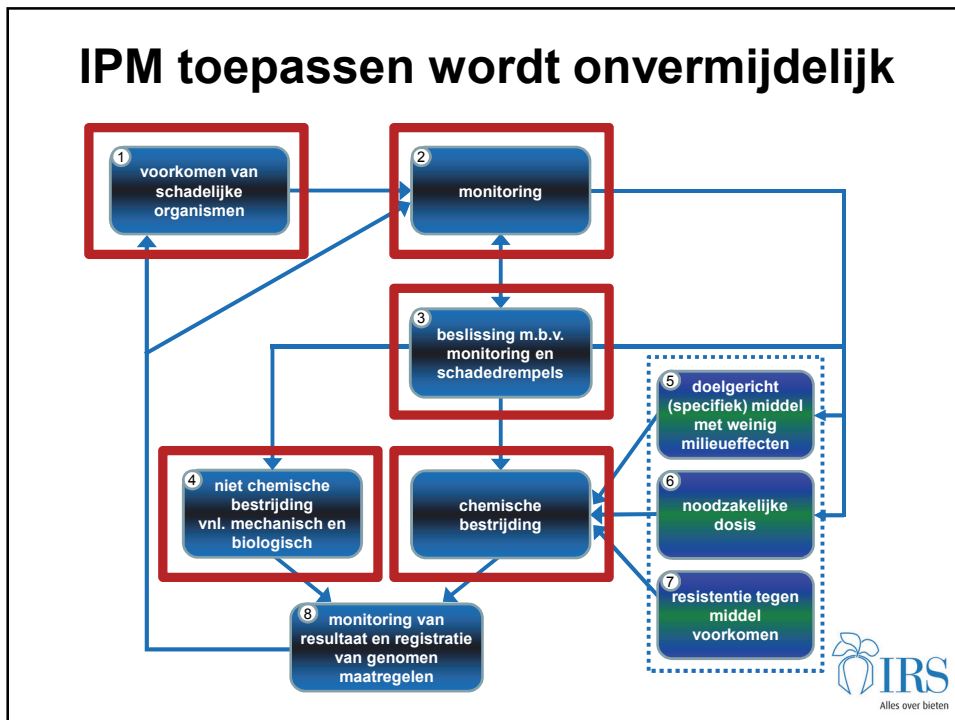 IPM toepassen wordt onvermijdelijk
1
voorkomen van
schadelijke
organismen
2
monitoring
3
beslissing m.b.v.
monitoring en
schadedrempels
4
niet chemische
bestrijding
vnl. mechanisch en
biologisch
chemische
bestrijding
5
doelgericht
(specifiek) middel
met weinig
milieueffecten
6
noodzakelijke
dosis
7
resistentie tegen
middel
voorkomen
8
monitoring van
resultaat en registratie
van genomen
maatregelen
IRS
Alles over bieten